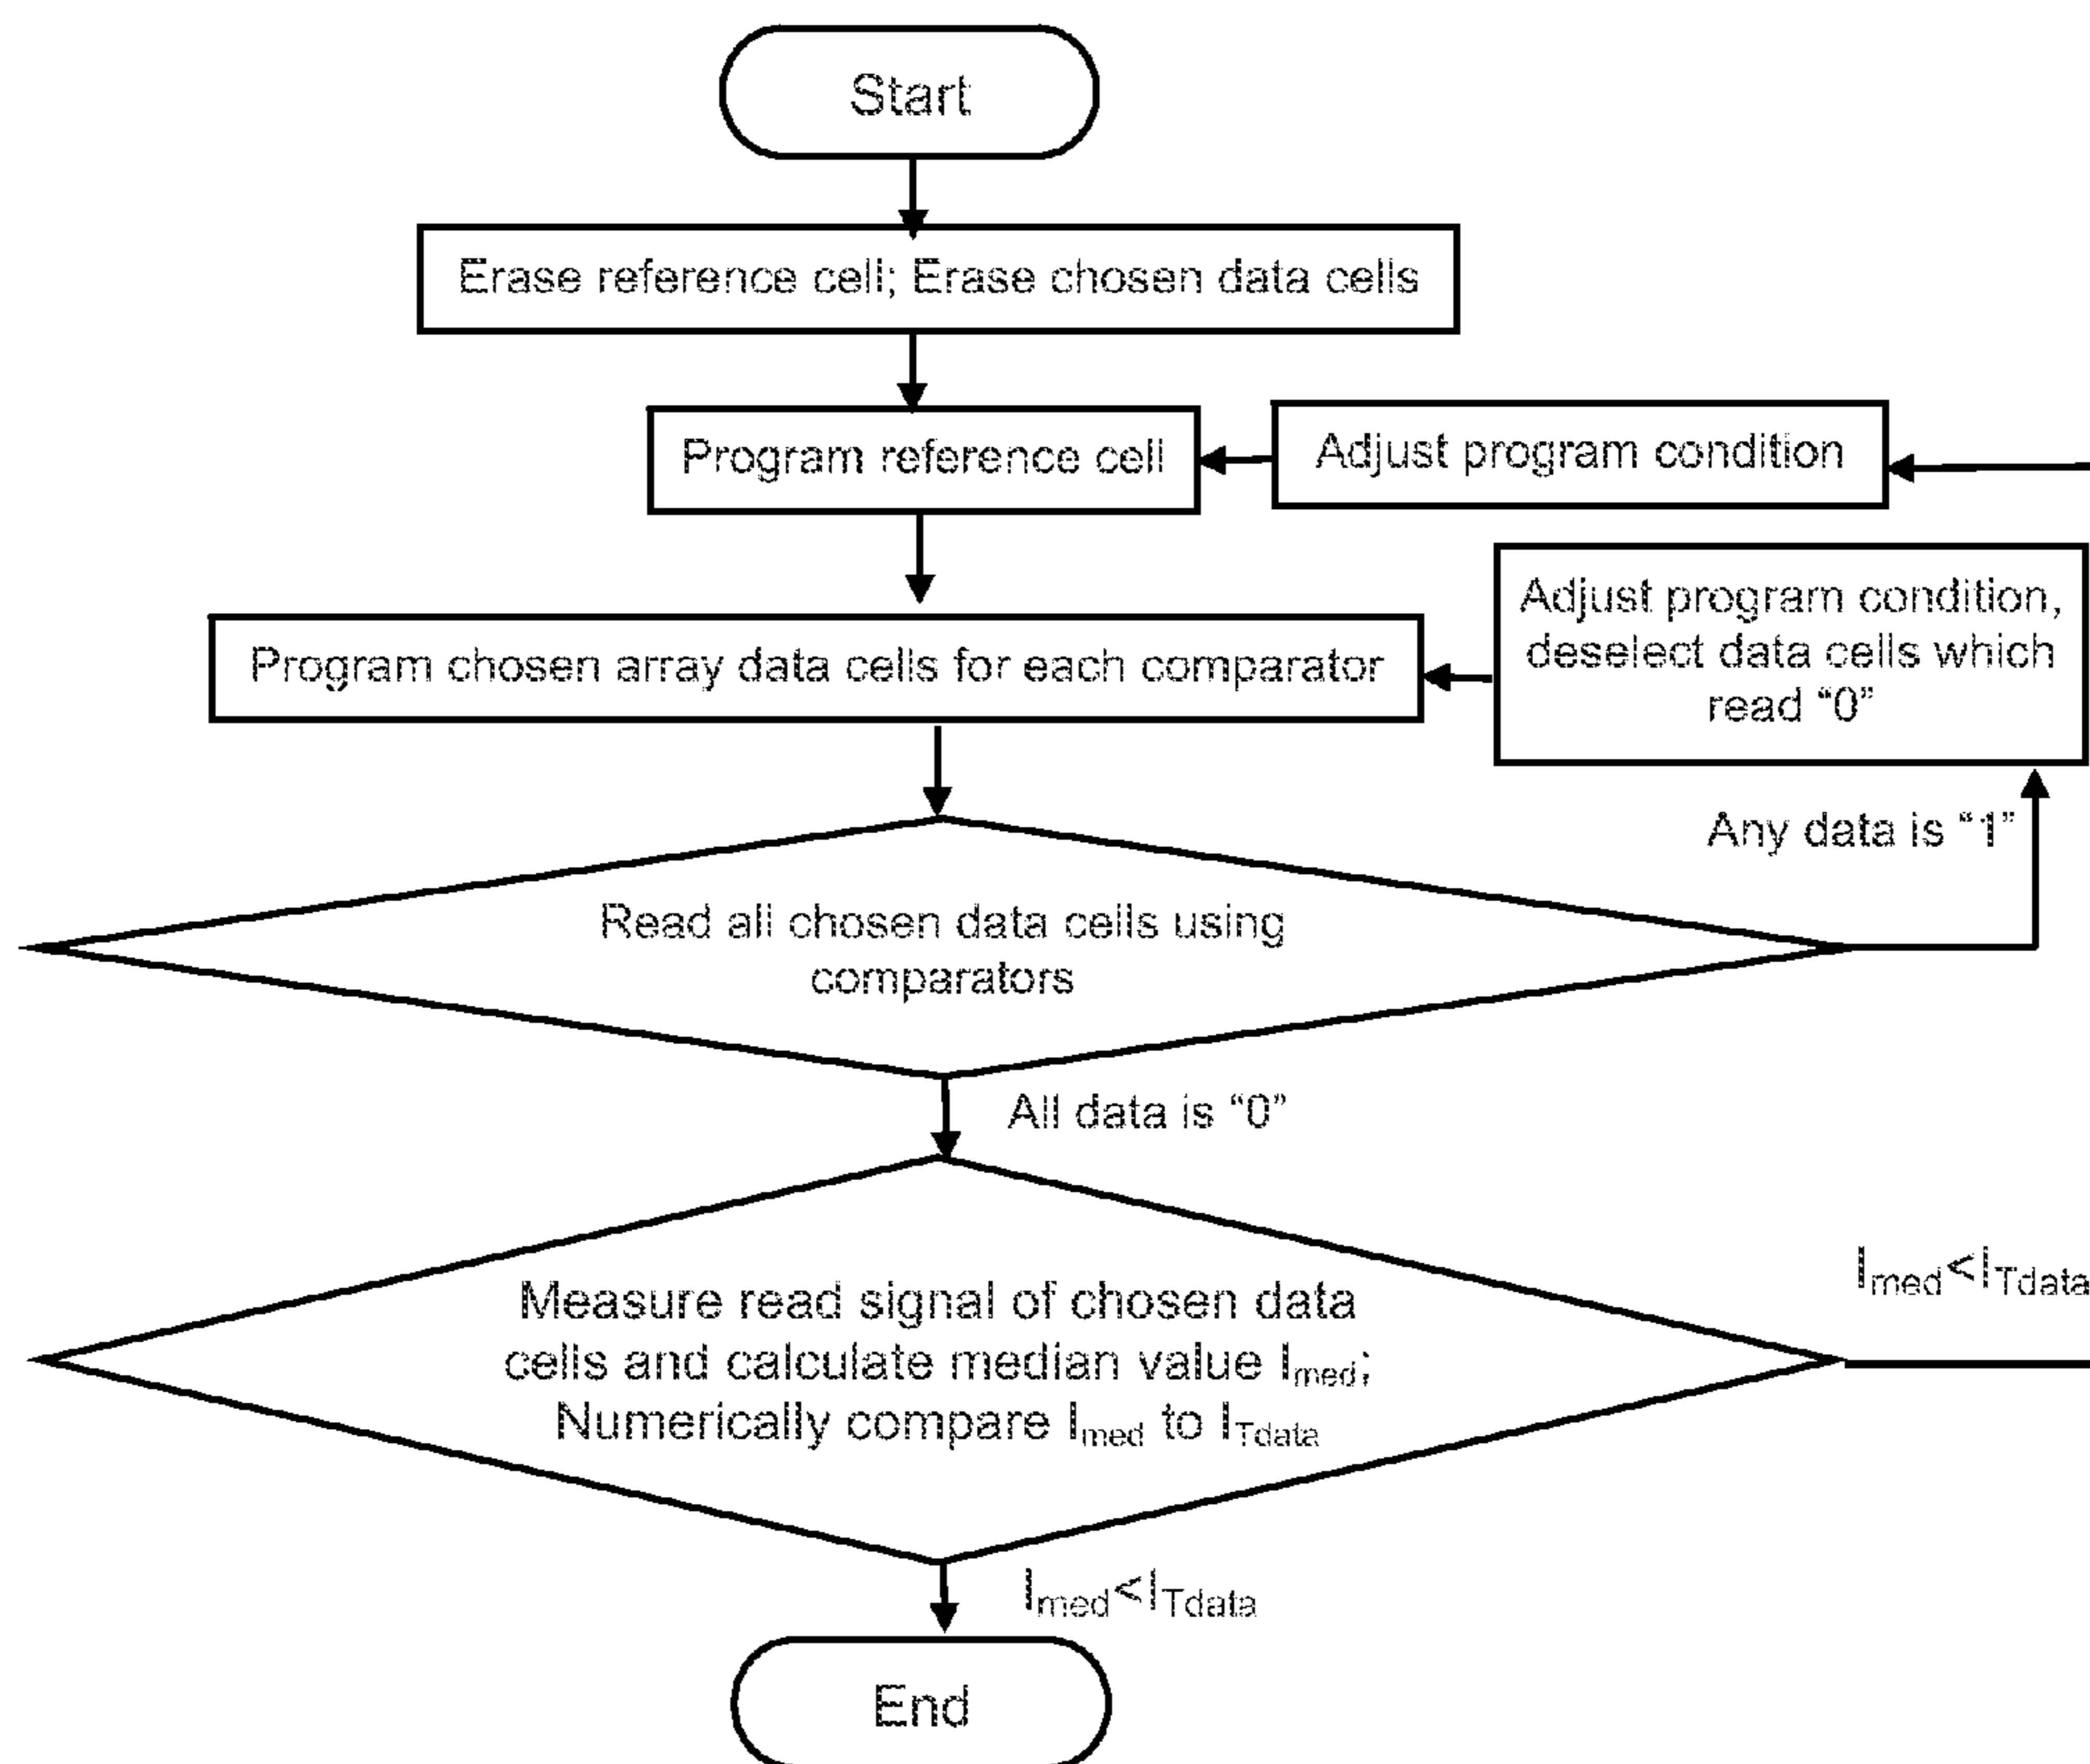 Start
Erase reference cell; Erase chosen data cells
Program reference cell
Adjust program condition
Adjust program condition,
deselect data cells which
read “0”
Program chosen array data cells for each comparator
Any data is “1”
Read all chosen data cells using
comparators
All data is “0”
Measure read signal of chosen data
cells and calculate median value Imed;
Numerically compare Imed to ITdata
Imed<ITdata
Imed<ITdata
End